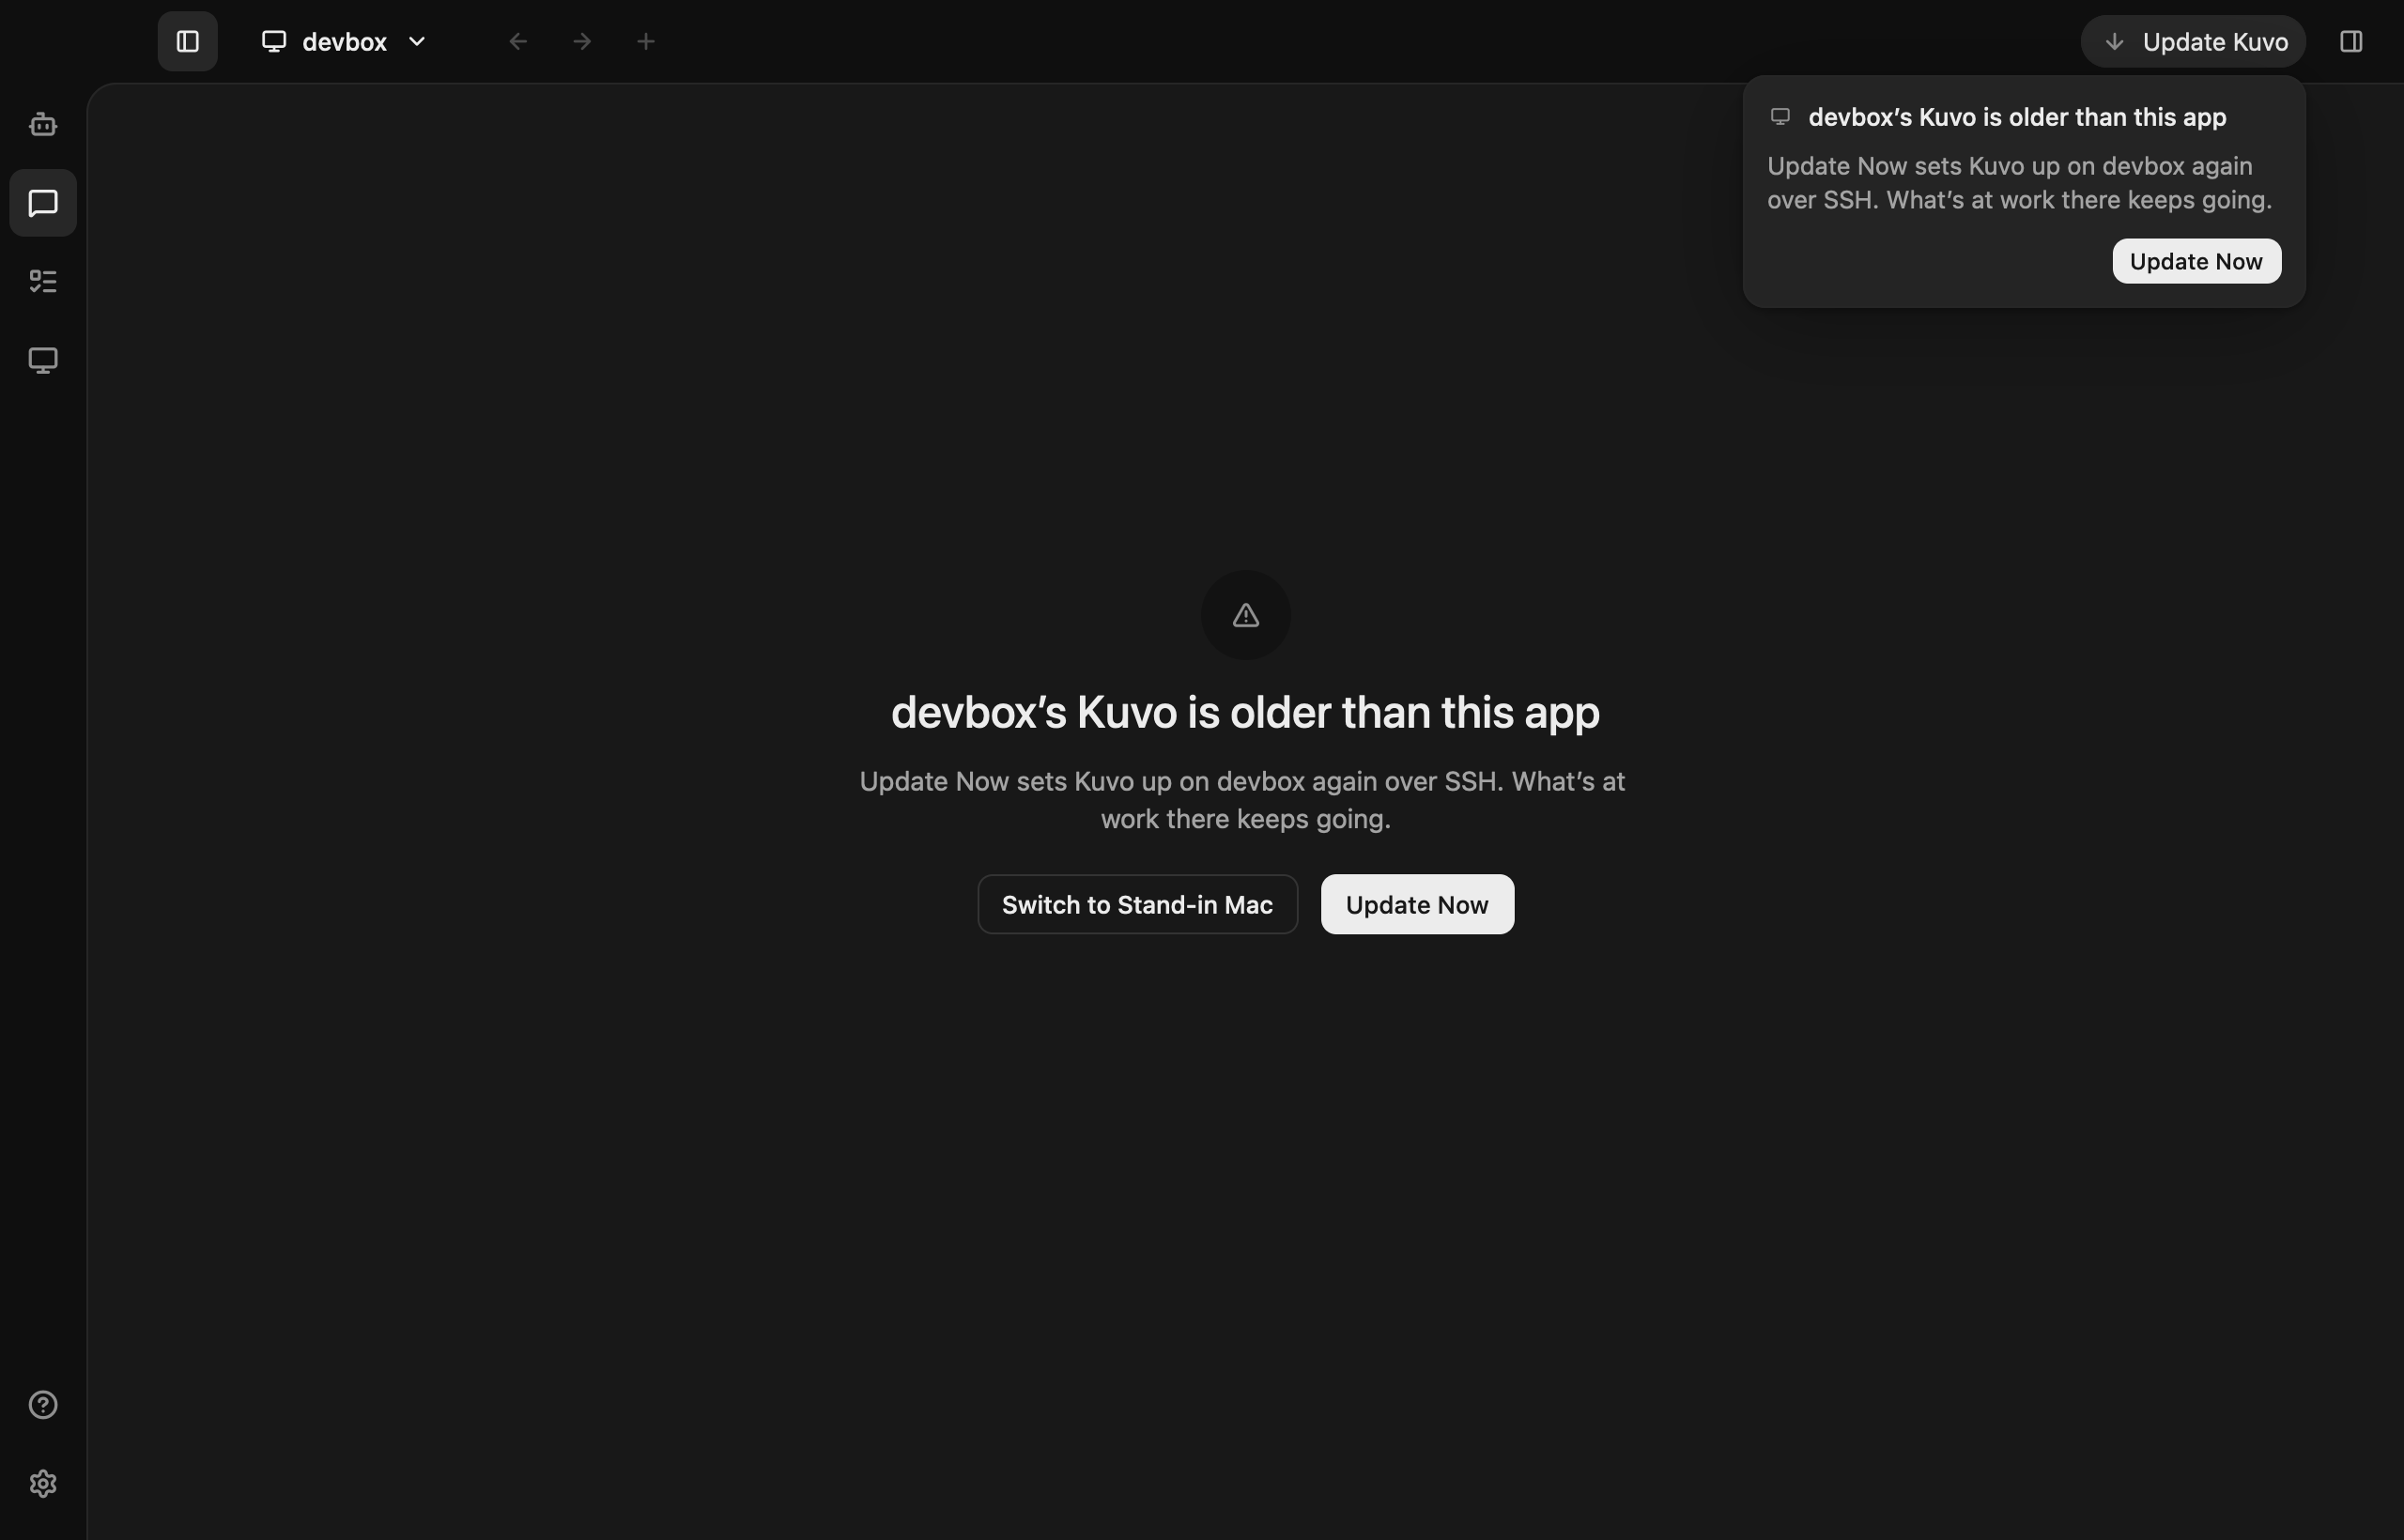 devbox
Update Kuvo
devbox’s Kuvo is older than this app
Update Now sets Kuvo up on devbox again
over SSH. What’s at work there keeps going.
Update Now
devbox’s Kuvo is older than this app
Update Now sets Kuvo up on devbox again over SSH. What’s at
work there keeps going.
Switch to Stand-in Mac
Update Now